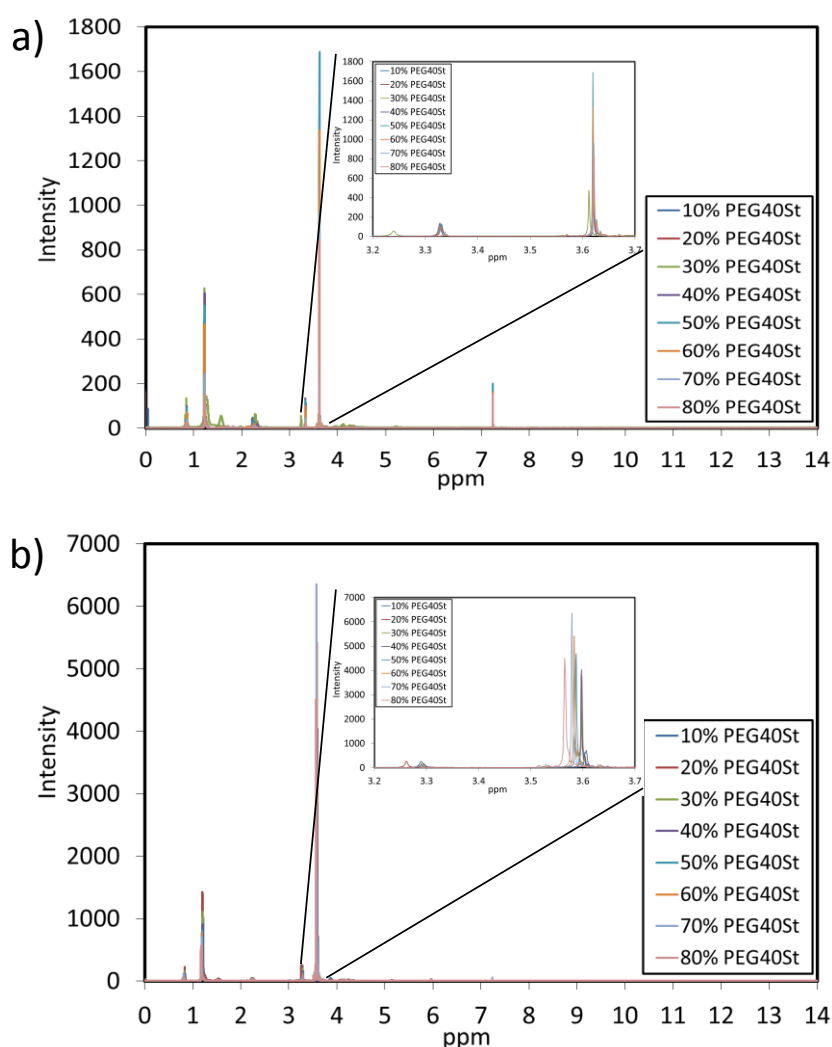 a)
1800
1600
1400
1200
1000
800
600
400
200
0
Intensity
0 1 2 3 4 5 6 7 8 9 10 11 12 13 14
ppm
1800
1600
1400
1200
1000
800
600
400
200
0
Intensity
10% PEG40St
20% PEG40St
30% PEG40St
40% PEG40St
50% PEG40St
60% PEG40St
70% PEG40St
80% PEG40St
3.2 3.3 3.4 3.5 3.6 3.7
ppm
10% PEG40St
20% PEG40St
30% PEG40St
40% PEG40St
50% PEG40St
60% PEG40St
70% PEG40St
80% PEG40St
b)
7000
6000
5000
4000
3000
2000
1000
0
Intensity
0 1 2 3 4 5 6 7 8 9 10 11 12 13 14
ppm
7000
6000
5000
4000
3000
2000
1000
0
Intensity
10% PEG40St
20% PEG40St
30% PEG40St
40% PEG40St
50% PEG40St
60% PEG40St
70% PEG40St
80% PEG40St
3.2 3.3 3.4 3.5 3.6 3.7
ppm
10% PEG40St
20% PEG40St
30% PEG40St
40% PEG40St
50% PEG40St
60% PEG40St
70% PEG40St
80% PEG40St